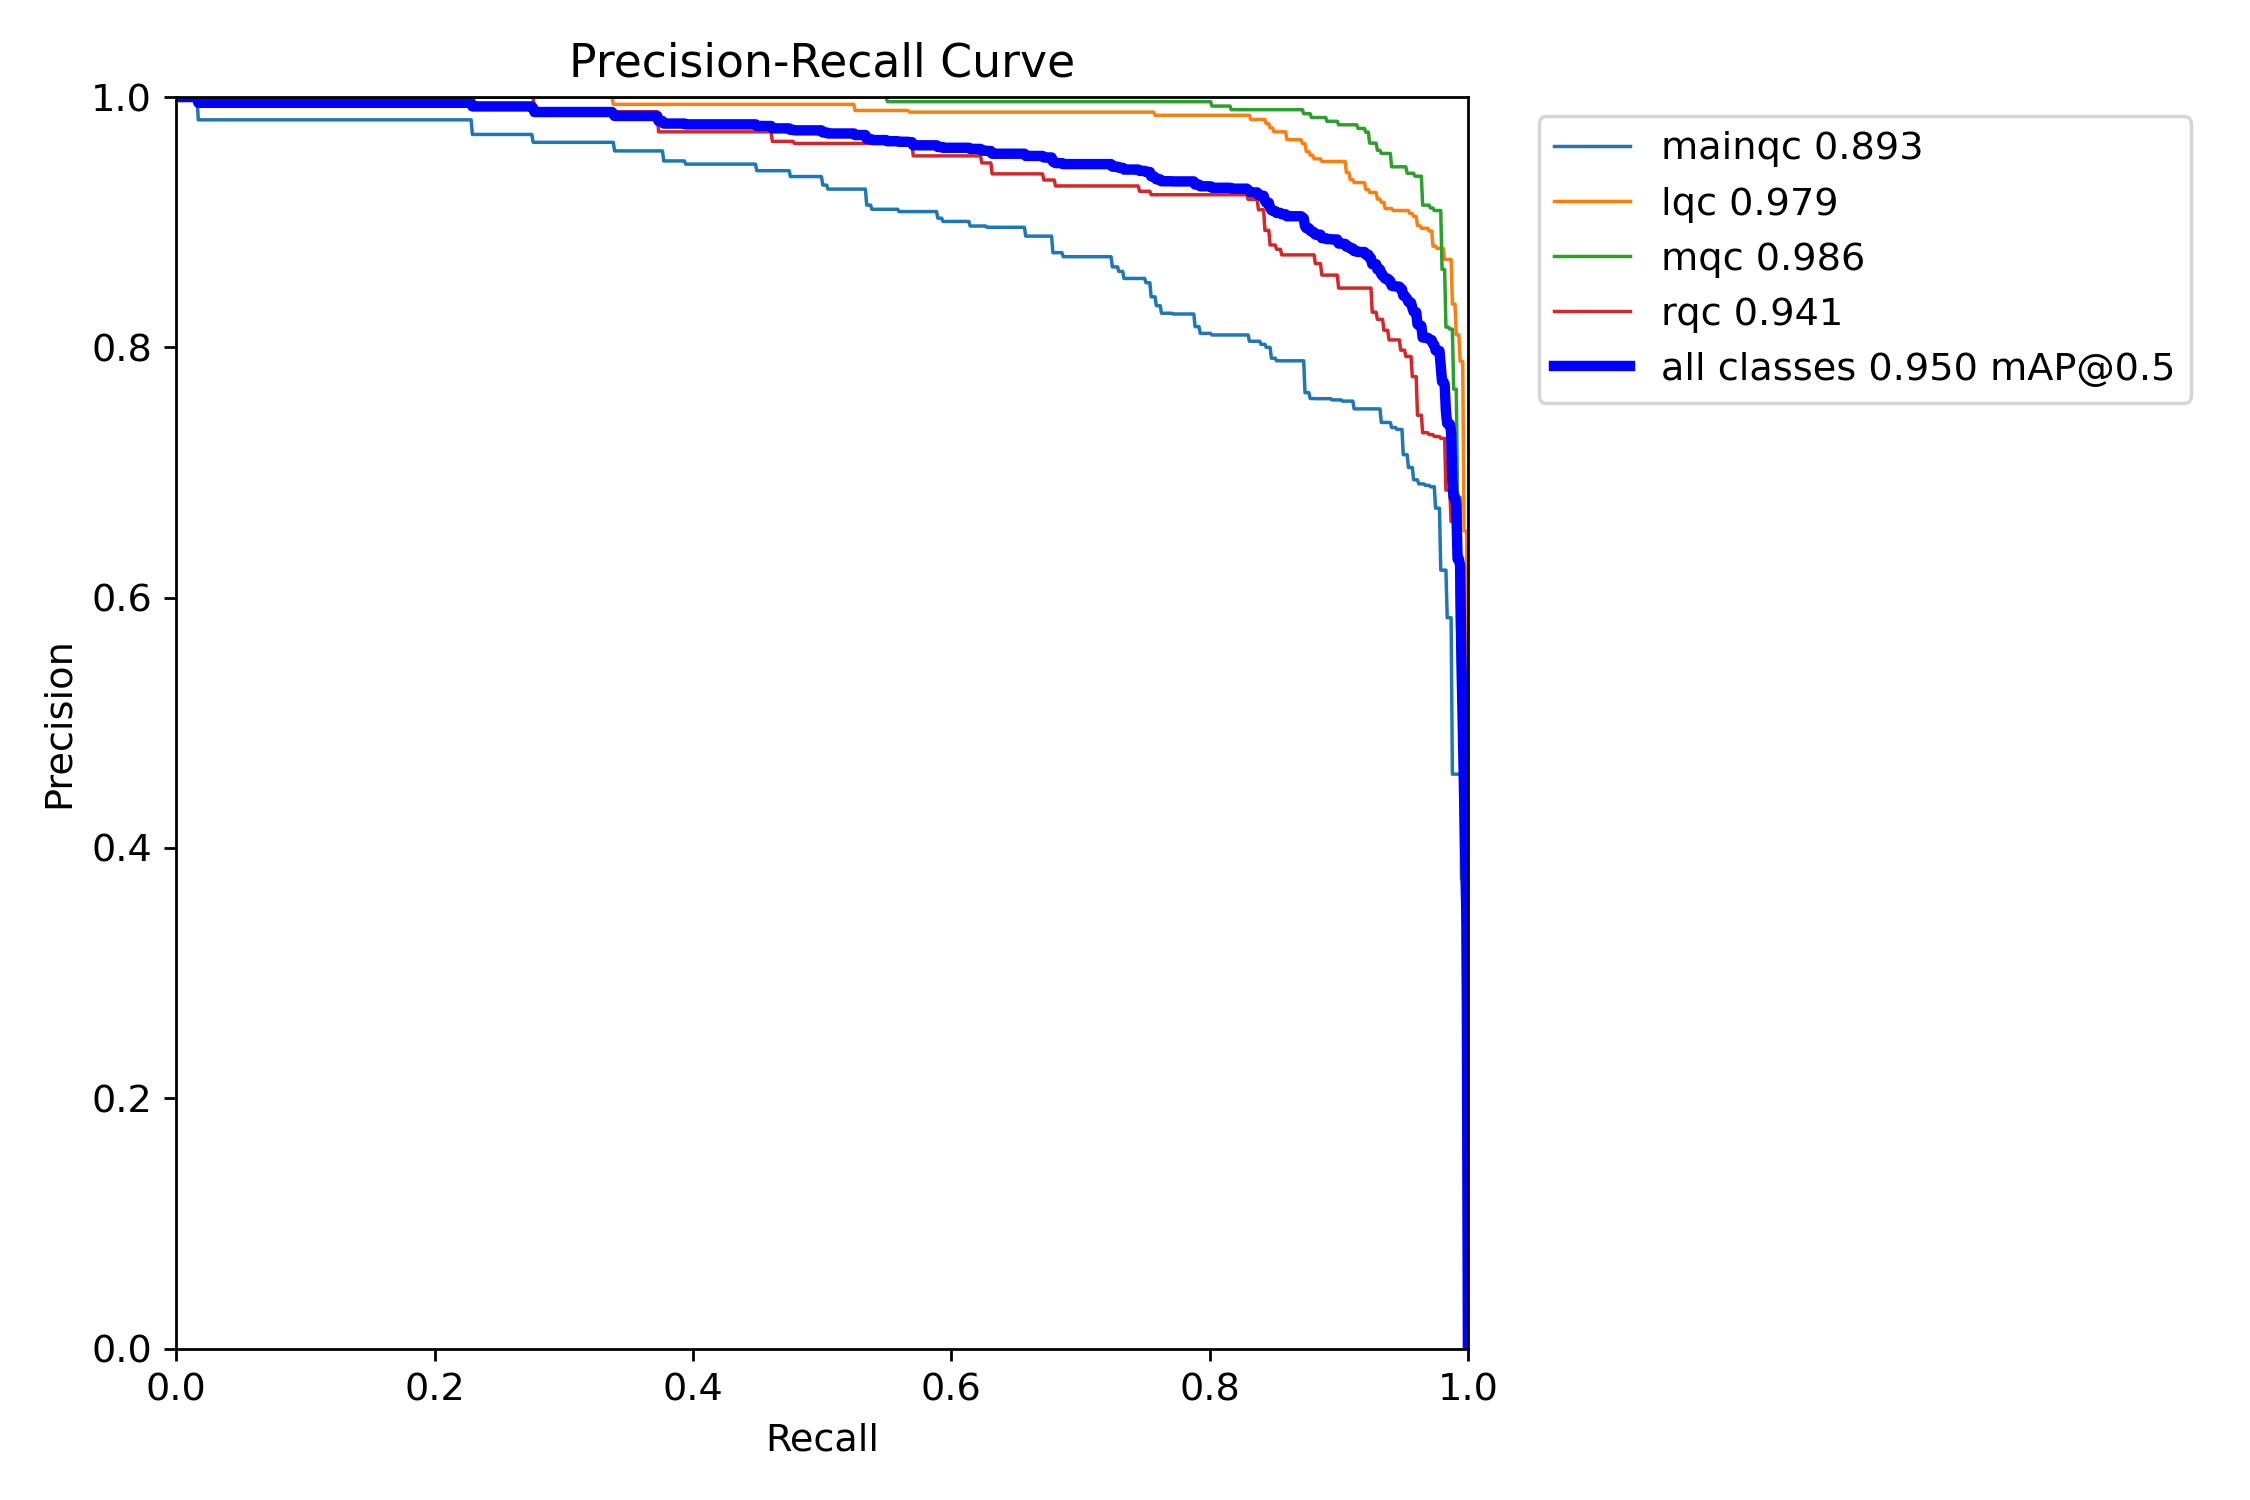 Precision-Recall Curve
1.0
0.8
0.6
0.4
0.2
0.0
Precision
0.0 0.2 0.4 0.6 0.8 1.0
Recall
mainqc 0.893
lqc 0.979
mqc 0.986
rqc 0.941
all classes 0.950 mAP@0.5